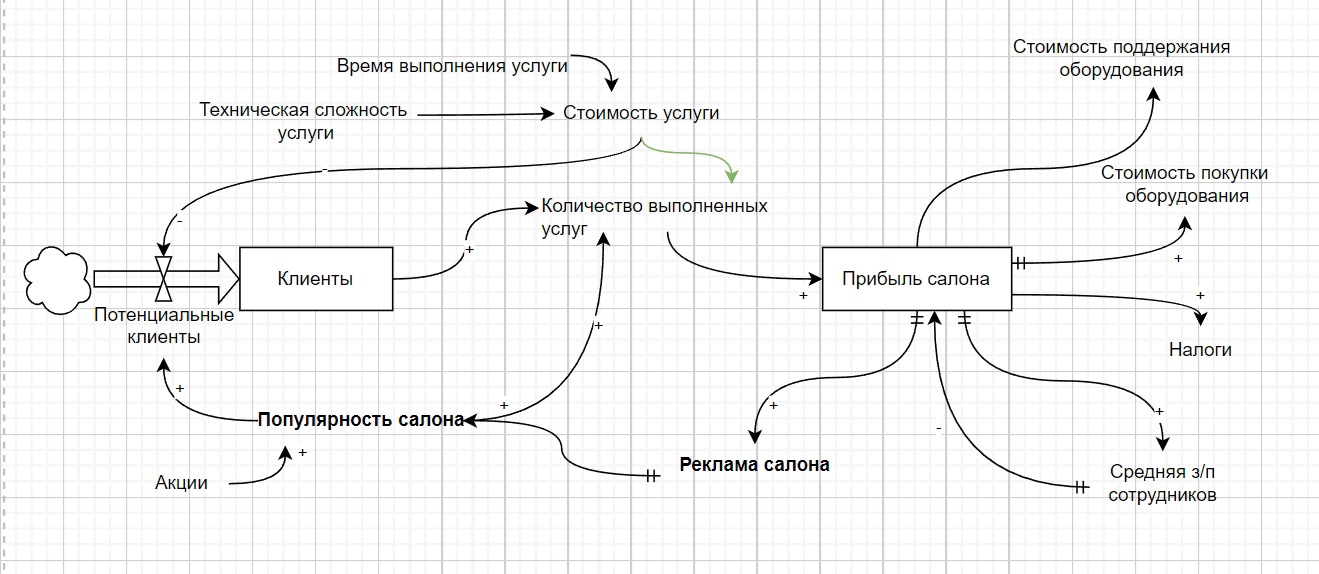 Стоимость поддержания
оборудования
Время выполнения услуги
Техническая сложность
услуги
Стоимость услуги
-
-
Стоимость покупки
оборудования
Количество выполненных
услуг
+
Клиенты
Прибыль салона
+
+
+
Потенциальные
клиенты
+
Налоги
+
+
+
+
+
Популярность салона
-
+
Реклама салона
Акции
Средняя з/п
сотрудников